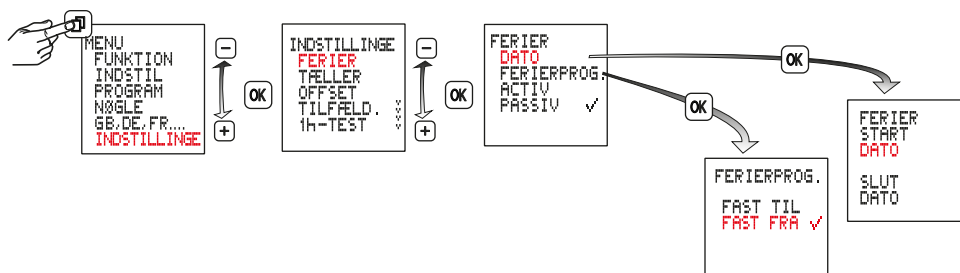 MENU
FUNKTION
INDSTIL
PROGRAM
NØGLE
GB,DE,FR....
INDSTILLINGE
−
OK
+
INDSTILLINGE
FERIER
TÆLLER
OFFSET
TILFÆLD.
1h-TEST
−
OK
+
FERIER
DATO
FERIERPROG.
ACTIV
PASSIV ✓
OK
OK
FERIERPROG.
FAST TIL
FAST FRA ✓
FERIER
START
DATO
SLUT
DATO